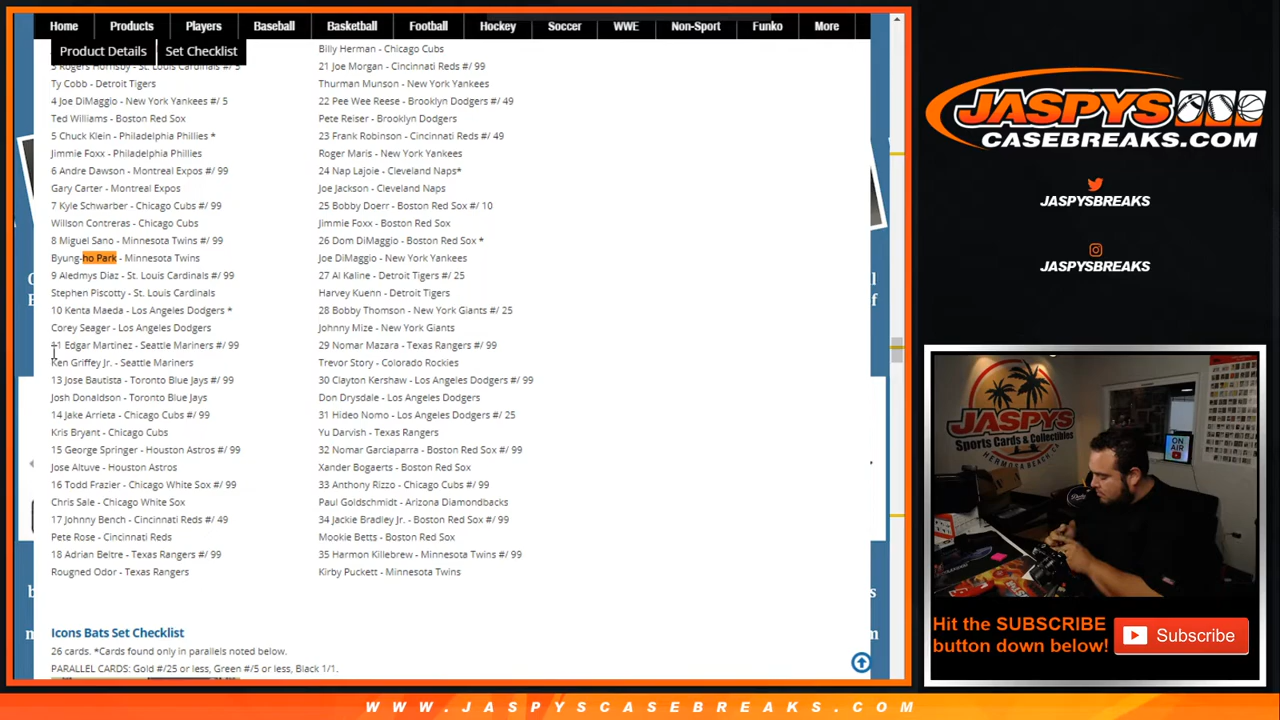 Home Products Players Baseball Basketball Football Hockey Soccer WWE Non-Sport Funko More
Product Details Set Checklist
3 Rogers Hornsby - St. Louis Cardinals #/ 5
Ty Cobb - Detroit Tigers
4 Joe DiMaggio - New York Yankees #/ 5
Ted Williams - Boston Red Sox
5 Chuck Klein - Philadelphia Phillies *
Jimmie Foxx - Philadelphia Phillies
6 Andre Dawson - Montreal Expos #/ 99
Gary Carter - Montreal Expos
7 Kyle Schwarber - Chicago Cubs #/ 99
Willson Contreras - Chicago Cubs
8 Miguel Sano - Minnesota Twins #/ 99
Byung-ho Park - Minnesota Twins
9 Aledmys Diaz - St. Louis Cardinals #/ 99
Stephen Piscotty - St. Louis Cardinals
10 Kenta Maeda - Los Angeles Dodgers *
Corey Seager - Los Angeles Dodgers
11 Edgar Martinez - Seattle Mariners #/ 99
Ken Griffey Jr. - Seattle Mariners
13 Jose Bautista - Toronto Blue Jays #/ 99
Josh Donaldson - Toronto Blue Jays
14 Jake Arrieta - Chicago Cubs #/ 99
Kris Bryant - Chicago Cubs
15 George Springer - Houston Astros #/ 99
Jose Altuve - Houston Astros
16 Todd Frazier - Chicago White Sox #/ 99
Chris Sale - Chicago White Sox
17 Johnny Bench - Cincinnati Reds #/ 49
Pete Rose - Cincinnati Reds
18 Adrian Beltre - Texas Rangers #/ 99
Rougned Odor - Texas Rangers
Billy Herman - Chicago Cubs
21 Joe Morgan - Cincinnati Reds #/ 99
Thurman Munson - New York Yankees
22 Pee Wee Reese - Brooklyn Dodgers #/ 49
Pete Reiser - Brooklyn Dodgers
23 Frank Robinson - Cincinnati Reds #/ 49
Roger Maris - New York Yankees
24 Nap Lajoie - Cleveland Naps*
Joe Jackson - Cleveland Naps
25 Bobby Doerr - Boston Red Sox #/ 10
Jimmie Foxx - Boston Red Sox
26 Dom DiMaggio - Boston Red Sox *
Joe DiMaggio - New York Yankees
27 Al Kaline - Detroit Tigers #/ 25
Harvey Kuenn - Detroit Tigers
28 Bobby Thomson - New York Giants #/ 25
Johnny Mize - New York Giants
29 Nomar Mazara - Texas Rangers #/ 99
Trevor Story - Colorado Rockies
30 Clayton Kershaw - Los Angeles Dodgers #/ 99
Don Drysdale - Los Angeles Dodgers
31 Hideo Nomo - Los Angeles Dodgers #/ 25
Yu Darvish - Texas Rangers
32 Nomar Garciaparra - Boston Red Sox #/ 99
Xander Bogaerts - Boston Red Sox
33 Anthony Rizzo - Chicago Cubs #/ 99
Paul Goldschmidt - Arizona Diamondbacks
34 Jackie Bradley Jr. - Boston Red Sox #/ 99
Mookie Betts - Boston Red Sox
35 Harmon Killebrew - Minnesota Twins #/ 99
Kirby Puckett - Minnesota Twins
Icons Bats Set Checklist
26 cards. *Cards found only in parallels noted below.
PARALLEL CARDS: Gold #/25 or less, Green #/5 or less, Black 1/1.
JASPYS
CASEBREAKS.COM
JASPYSBREAKS
JASPYSBREAKS
JASPYS
Sports Cards & Collectibles
HERMOSA BEACH
ON
AIR
Hit the SUBSCRIBE
button down below!
Subscribe
WWW.JASPYSCASEBREAKS.COM